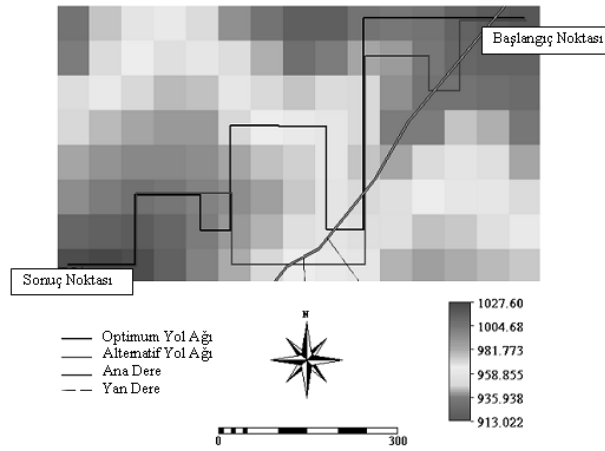 Başlangıç Noktası
Sonuç Noktası
Optimum Yol Ağı
Alternatif Yol Ağı
Ana Dere
Yan Dere
N
1027.60
1004.68
981.773
958.855
935.938
913.022
0
300